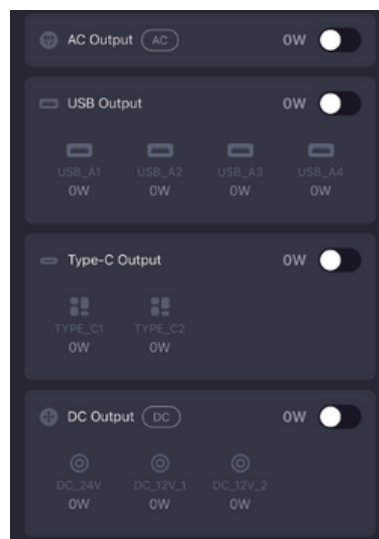 AC Output AC 0W
USB Output 0W
USB_A1 USB_A2 USB_A3 USB_A4
0W 0W 0W 0W
Type-C Output 0W
TYPE_C1 TYPE_C2
0W 0W
DC Output DC 0W
DC_24V DC_12V_1 DC_12V_2
0W 0W 0W